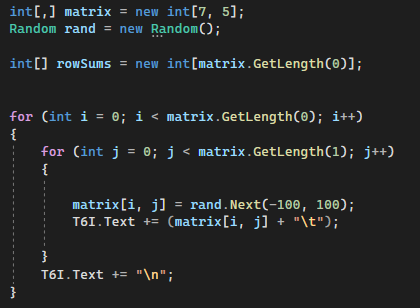 int[,] matrix = new int[7, 5];
Random rand = new Random();
int[] rowSums = new int[matrix.GetLength(0)];
for (int i = 0; i < matrix.GetLength(0); i++)
{
for (int j = 0; j < matrix.GetLength(1); j++)
{
matrix[i, j] = rand.Next(-100, 100);
T6I.Text += (matrix[i, j] + "\t");
}
T6I.Text += "\n";
}